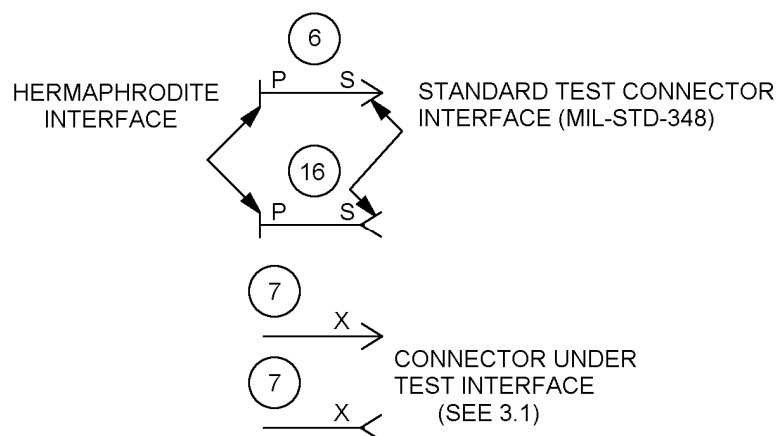 6
P S
HERMAPHRODITE
INTERFACE
STANDARD TEST CONNECTOR
INTERFACE (MIL-STD-348)
16
P S
7
X
7
X
CONNECTOR UNDER
TEST INTERFACE
(SEE 3.1)